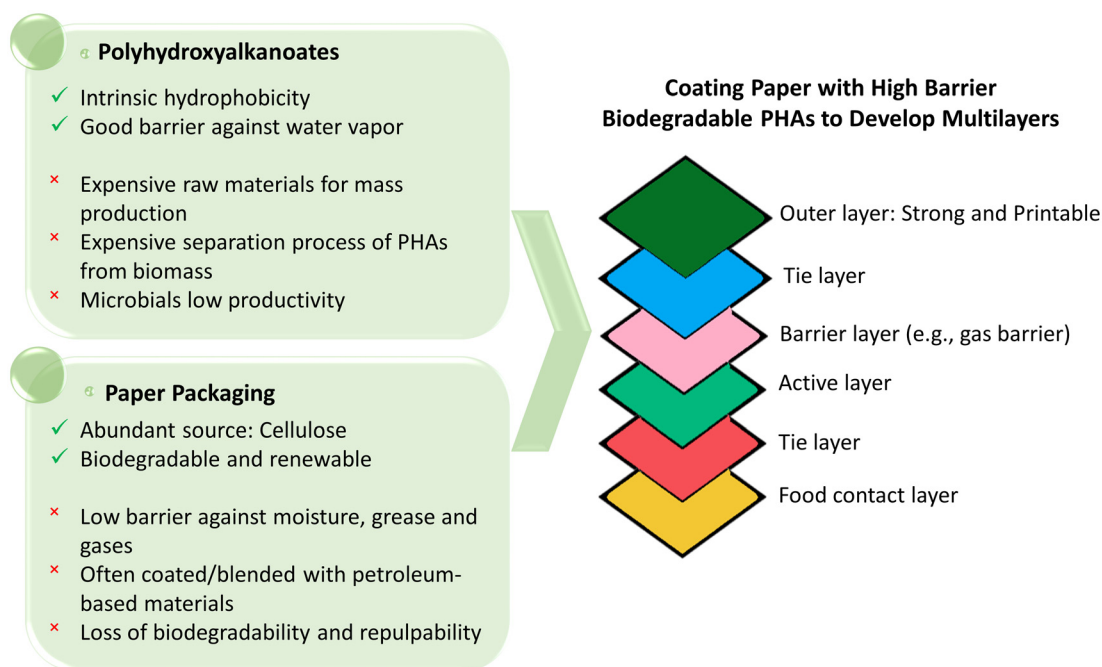 Polyhydroxyalkanoates
Intrinsic hydrophobicity
Good barrier against water vapor
Expensive raw materials for mass
production
Expensive separation process of PHAs
from biomass
Microbials low productivity
Paper Packaging
Abundant source: Cellulose
Biodegradable and renewable
Low barrier against moisture, grease and
gases
Often coated/blended with petroleum-
based materials
Loss of biodegradability and repulpability
Coating Paper with High Barrier
Biodegradable PHAs to Develop Multilayers
Outer layer: Strong and Printable
Tie layer
Barrier layer (e.g., gas barrier)
Active layer
Tie layer
Food contact layer